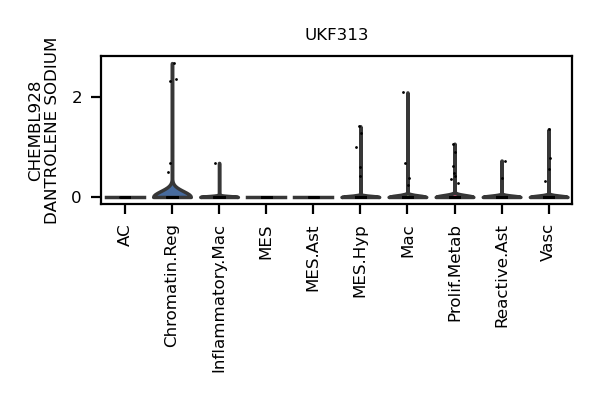 UKF313
CHEMBL928
DANTROLENE SODIUM
2
0
AC
Chromatin.Reg
Inflammatory.Mac
MES
MES.Ast
MES.Hyp
Mac
Prolif.Metab
Reactive.Ast
Vasc